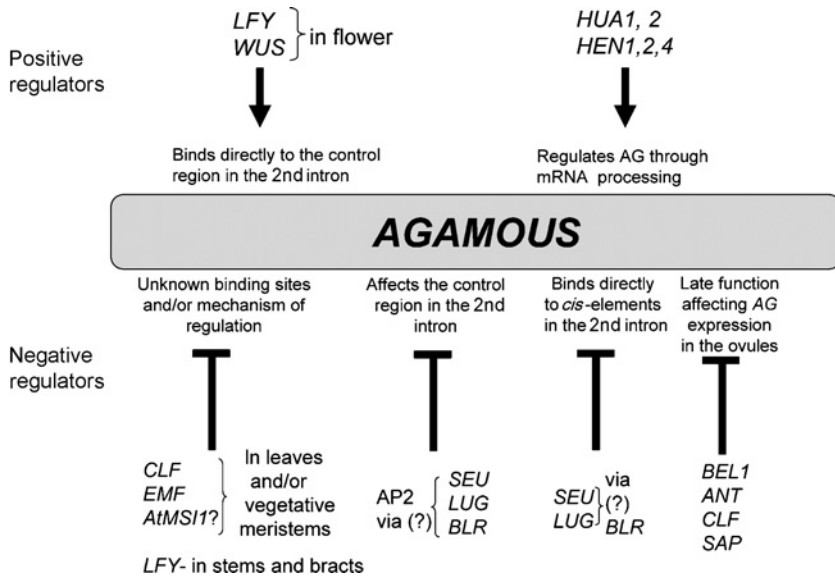 Positive
regulators
LFY
WUS
in flower
HUA1, 2
HEN1,2,4
Binds directly to the control
region in the 2nd intron
Regulates AG through
mRNA processing
AGAMOUS
Unknown binding sites
and/or mechanism of
regulation
Affects the control
region in the 2nd
intron
Binds directly
to cis-elements
in the 2nd intron
Late function
affecting AG
expression
in the ovules
Negative
regulators
CLF
EMF
AtMSI1?
In leaves
and/or
vegetative
meristems
LFY- in stems and bracts
AP2
via (?)
SEU
LUG
BLR
SEU
LUG
via
(?)
BLR
BEL1
ANT
CLF
SAP